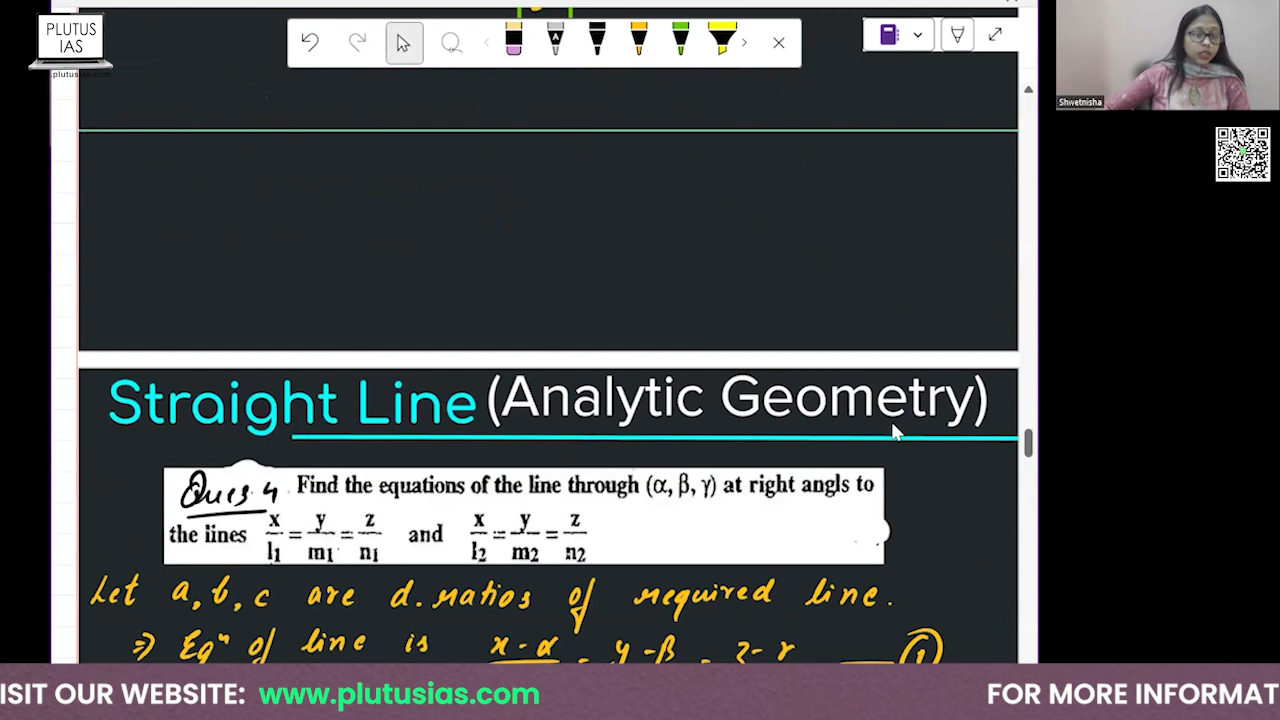 PLUTUS
IAS
.plutusias.com
A
Shwetnisha
Straight Line (Analytic Geometry)
Ques 4 Find the equations of the line through (α, β, γ) at right angls to
the lines x/l1 = y/m1 = z/n1 and x/l2 = y/m2 = z/n2
Let a, b, c are d. ratios of required line.
⇒ Eqn of line is x-α = y-β = z-γ ①
ISIT OUR WEBSITE: www.plutusias.com FOR MORE INFORMAT